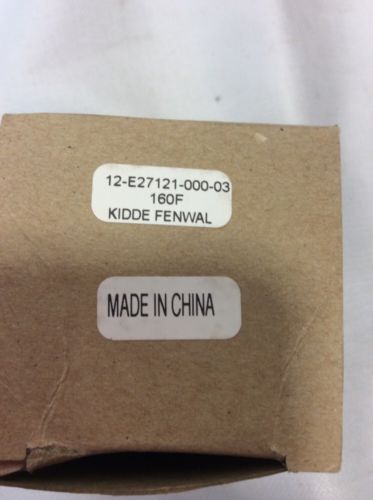 12-E27121-000-03
160F
KIDDE FENWAL
MADE IN CHINA